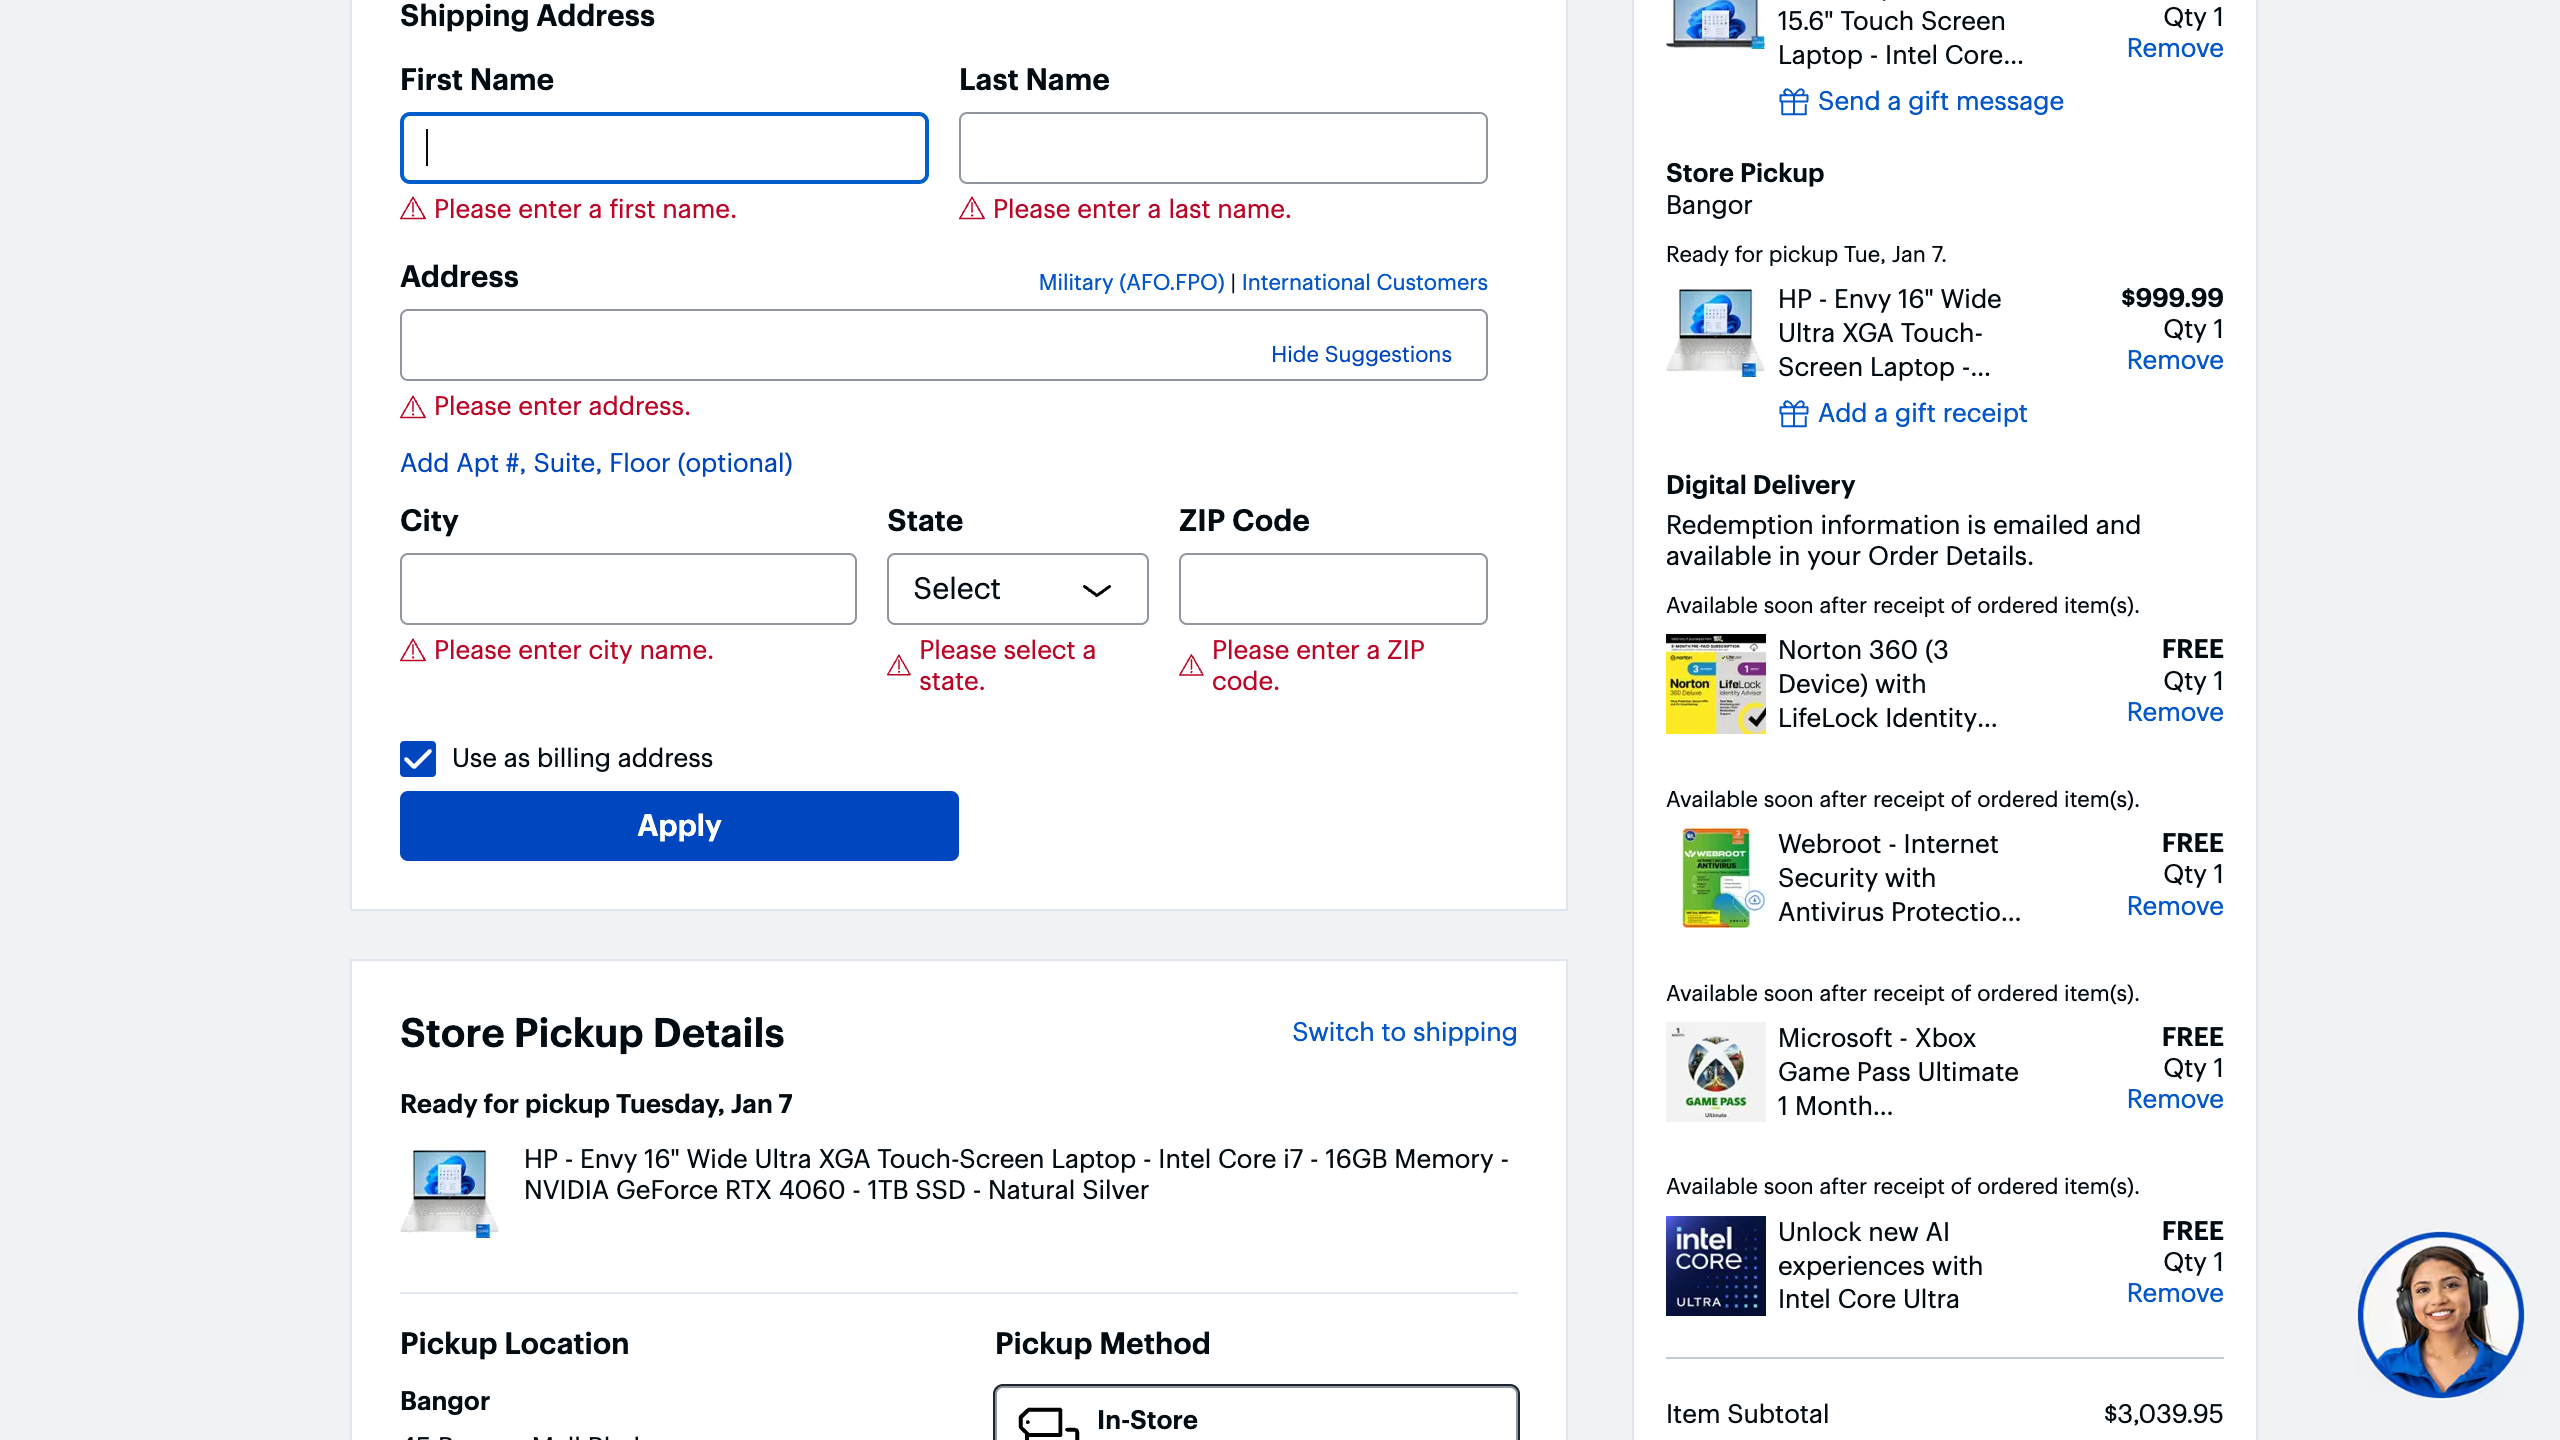 Shipping Address
First Name
Last Name
Please enter a first name.
Please enter a last name.
Address
Military (AFO.FPO) | International Customers
Hide Suggestions
Please enter address.
Add Apt #, Suite, Floor (optional)
City
State
ZIP Code
Select
Please enter city name.
Please select a
state.
Please enter a ZIP
code.
Use as billing address
Apply
Store Pickup Details
Switch to shipping
Ready for pickup Tuesday, Jan 7
HP - Envy 16" Wide Ultra XGA Touch-Screen Laptop - Intel Core i7 - 16GB Memory -
NVIDIA GeForce RTX 4060 - 1TB SSD - Natural Silver
Pickup Location
Bangor
Pickup Method
In-Store
15.6" Touch Screen
Laptop - Intel Core...
Qty 1
Remove
Send a gift message
Store Pickup
Bangor
Ready for pickup Tue, Jan 7.
HP - Envy 16" Wide
Ultra XGA Touch-
Screen Laptop -...
$999.99
Qty 1
Remove
Add a gift receipt
Digital Delivery
Redemption information is emailed and
available in your Order Details.
Available soon after receipt of ordered item(s).
Norton
LifeLock
Norton 360 (3
Device) with
LifeLock Identity...
FREE
Qty 1
Remove
Available soon after receipt of ordered item(s).
WEBROOT
Webroot - Internet
Security with
Antivirus Protectio...
FREE
Qty 1
Remove
Available soon after receipt of ordered item(s).
GAME PASS
Ultimate
Microsoft - Xbox
Game Pass Ultimate
1 Month...
FREE
Qty 1
Remove
Available soon after receipt of ordered item(s).
intel
CORE
ULTRA
Unlock new AI
experiences with
Intel Core Ultra
FREE
Qty 1
Remove
Item Subtotal
$3,039.95